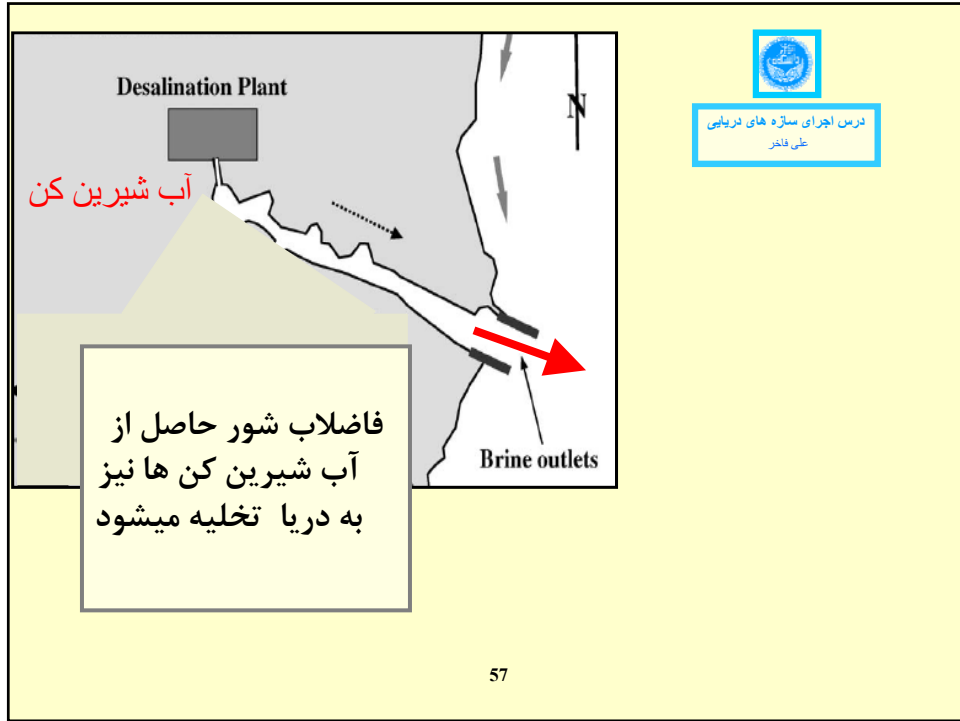 درس اجرای سازه های دریایی
علی فاخر
Desalination Plant
N
آب شیرین کن
Brine outlets
فاضلاب شور حاصل از
آب شیرین کن ها نیز
به دریا تخلیه میشود
57